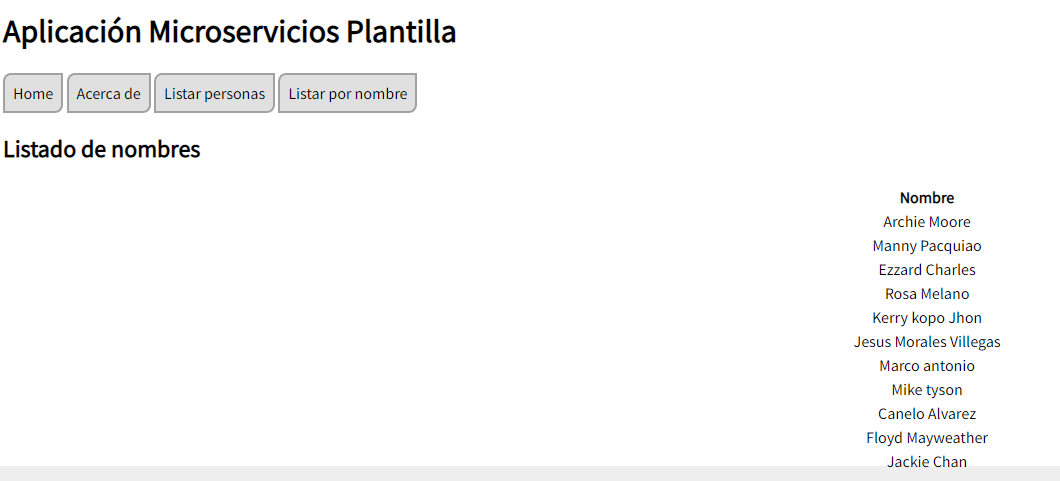 Aplicación Microservicios Plantilla
Home Acerca de Listar personas Listar por nombre
Listado de nombres
Nombre
Archie Moore
Manny Pacquiao
Ezzard Charles
Rosa Melano
Kerry kopo Jhon
Jesus Morales Villegas
Marco antonio
Mike tyson
Canelo Alvarez
Floyd Mayweather
Jackie Chan